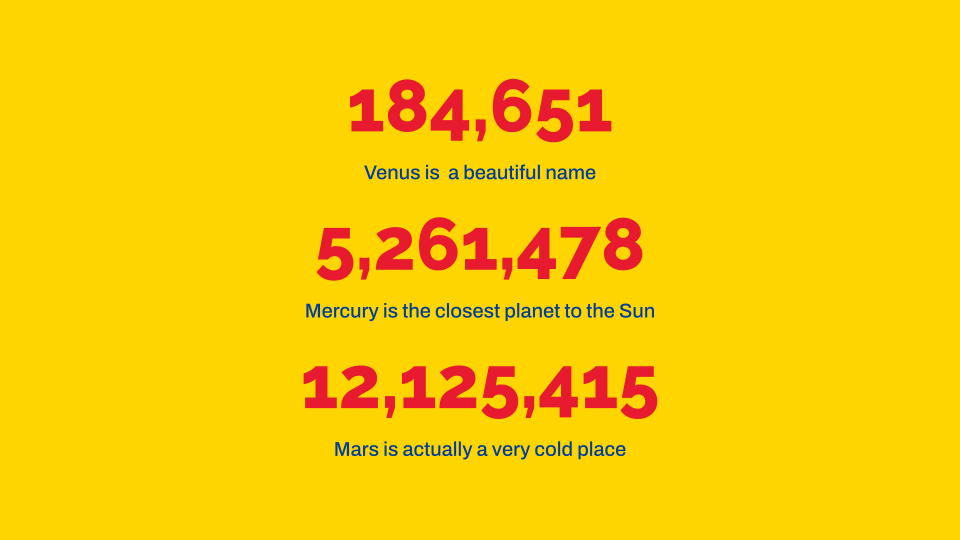 184,651
Venus is  a beautiful name
5,261,478
Mercury is the closest planet to the Sun
12,125,415
Mars is actually a very cold place